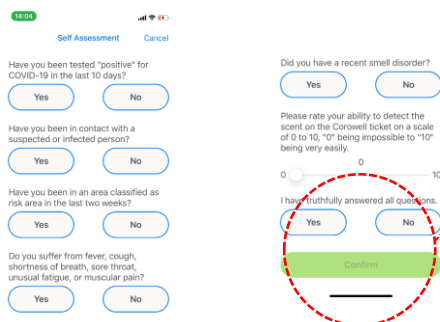 14:04
Self Assessment Cancel
Have you been tested "positive" for
COVID-19 in the last 10 days?
Yes No
Have you been in contact with a
suspected or infected person?
Yes No
Have you been in an area classified as
risk area in the last two weeks?
Yes No
Do you suffer from fever, cough,
shortness of breath, sore throat,
unusual fatigue, or muscular pain?
Yes No
Did you have a recent smell disorder?
Yes No
Please rate your ability to detect the
scent on the Corowell ticket on a scale
of 0 to 10, "0" being impossible to "10"
being very easily.
0
0 10
I have truthfully answered all questions.
Yes No
Confirm